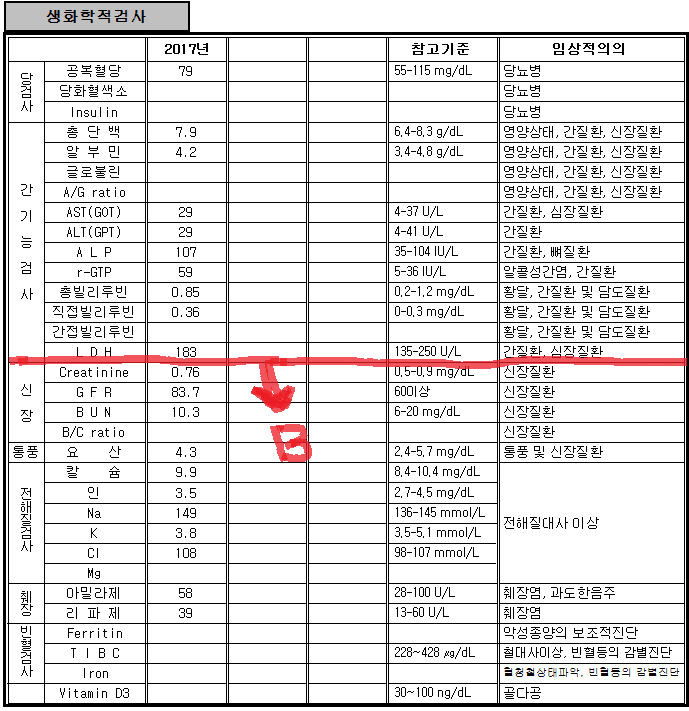 생화학적검사
2017년 참고기준 임상적의의
당검사
공복혈당 79 55-115 mg/dL 당뇨병
당화혈색소 당뇨병
Insulin 당뇨병
간기능검사
총 단 백 7.9 6,4-8,3 g/dL 영양상태, 간질환, 신장질환
알 부 민 4.2 3,4-4,8 g/dL 영양상태, 간질환, 신장질환
글로불린 영양상태, 간질환, 신장질환
A/G ratio 영양상태, 간질환, 신장질환
AST(GOT) 29 4-37 U/L 간질환, 심장질환
ALT(GPT) 29 4-41 U/L 간질환
A L P 107 35-104 IU/L 간질환, 뼈질환
r-GTP 59 5-36 IU/L 알콜성간염, 간질환
총빌리루빈 0.85 0,2-1,2 mg/dL 황달, 간질환 및 담도질환
직접빌리루빈 0.36 0-0,3 mg/dL 황달, 간질환 및 담도질환
간접빌리루빈 황달, 간질환 및 담도질환
L D H 183 135-250 U/L 간질환, 심장질환
신장
Creatinine 0.76 0,5-0,9 mg/dL 신장질환
G F R 83.7 60이상 신장질환
B U N 10.3 6-20 mg/dL 신장질환
B/C ratio 신장질환
B
통풍 요 산 4.3 2,4-5,7 mg/dL 통풍 및 신장질환
전해질검사
칼 슘 9.9 8,4-10,4 mg/dL
인 3.5 2,7-4,5 mg/dL
Na 149 136-145 mmol/L
K 3.8 3,5-5,1 mmol/L
Cl 108 98-107 mmol/L
Mg
전해질대사 이상
췌장
아밀라제 58 28-100 U/L 췌장염, 과도한음주
리 파 제 39 13-60 U/L 췌장염
빈혈검사
Ferritin 악성종양의 보조적진단
T I B C 228~428 ㎍/dL 철대사이상, 빈혈등의 감별진단
Iron 혈청철상태파악, 빈혈등의 감별진단
Vitamin D3 30~100 ng/dL 골다공